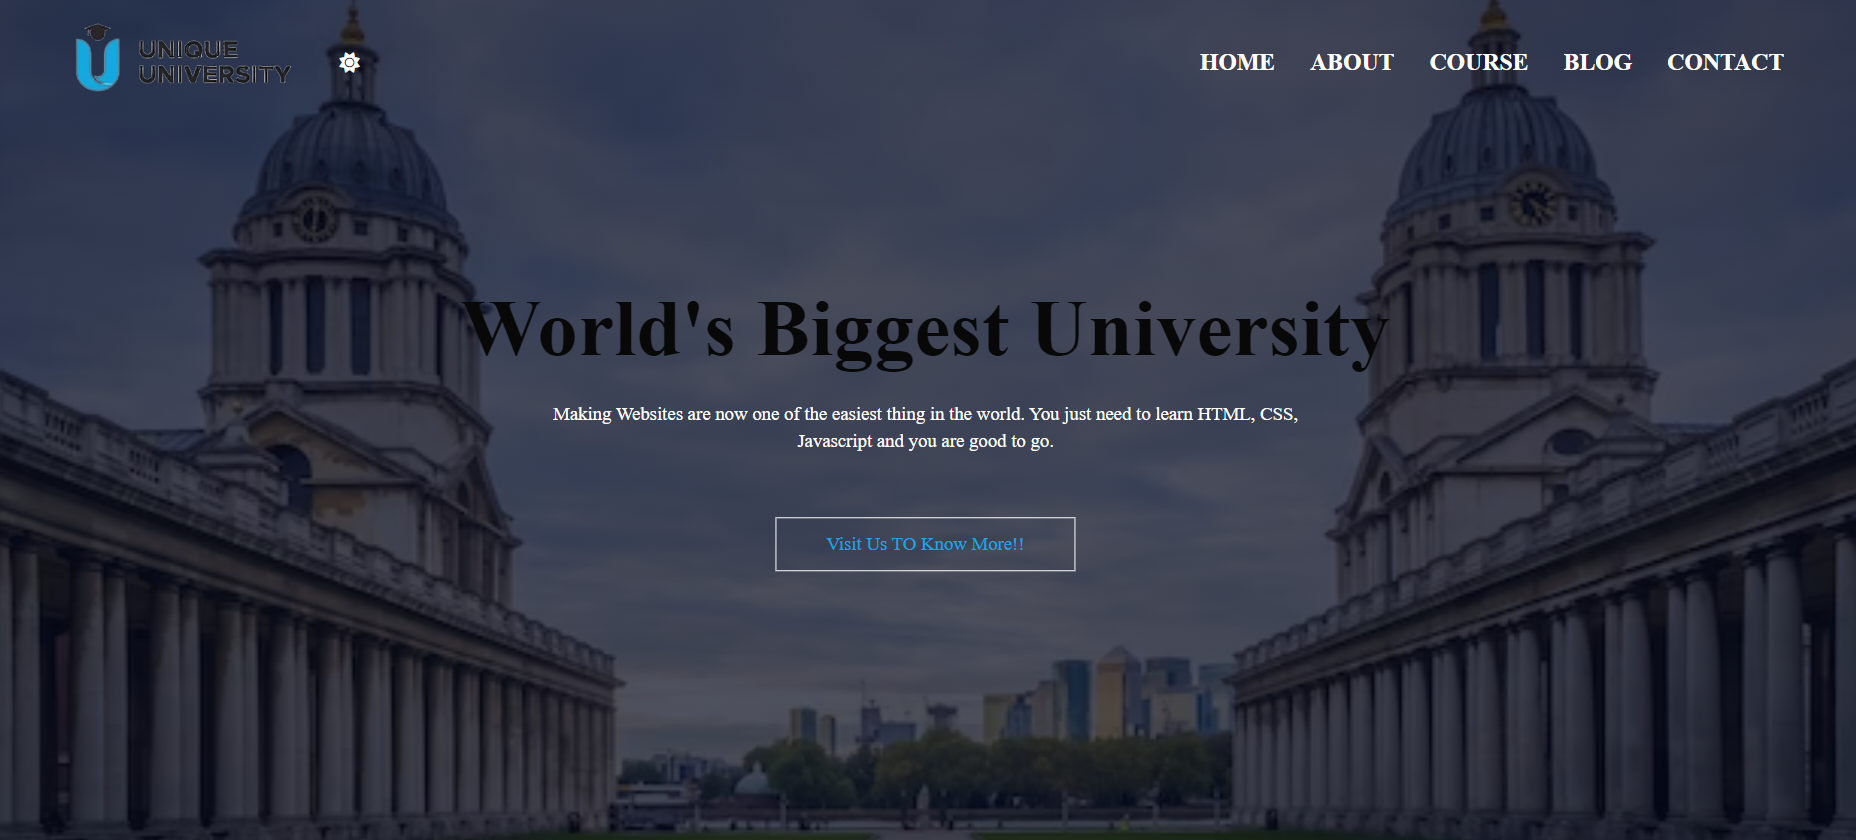 UNIQUE
UNIVERSITY
HOME ABOUT COURSE BLOG CONTACT
World's Biggest University
Making Websites are now one of the easiest thing in the world. You just need to learn HTML, CSS,
Javascript and you are good to go.
Visit Us TO Know More!!